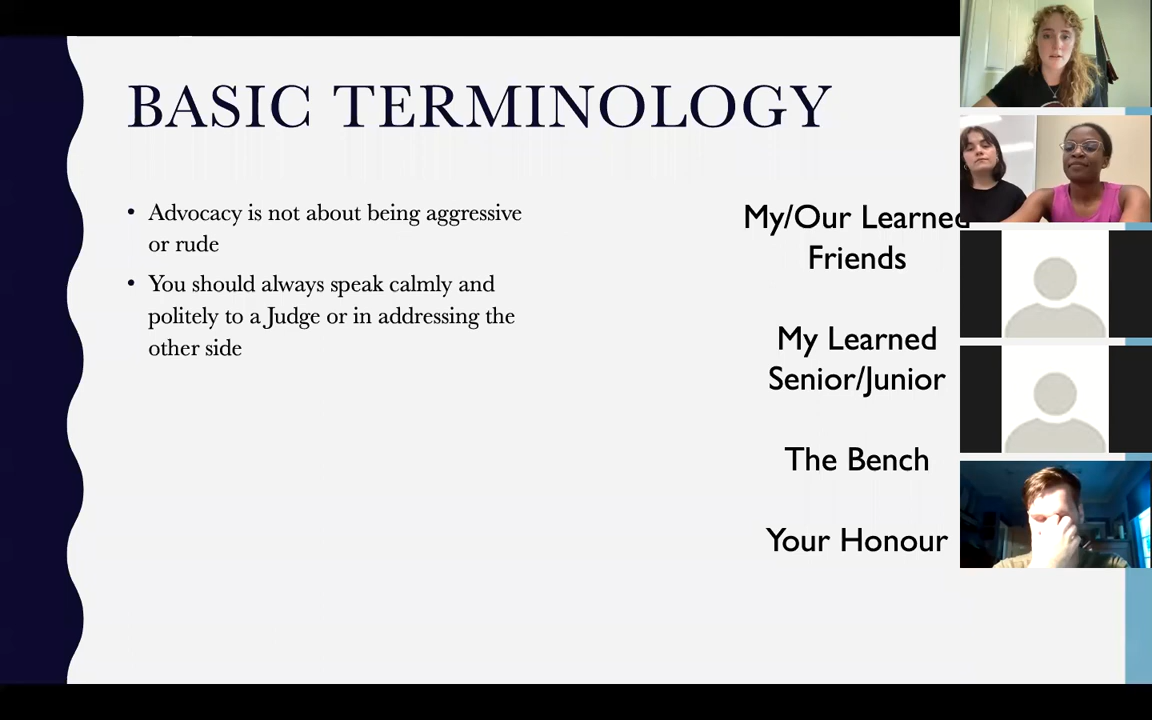 BASIC TERMINOLOGY
• Advocacy is not about being aggressive
or rude
• You should always speak calmly and
politely to a Judge or in addressing the
other side
My/Our Learned
Friends
My Learned
Senior/Junior
The Bench
Your Honour